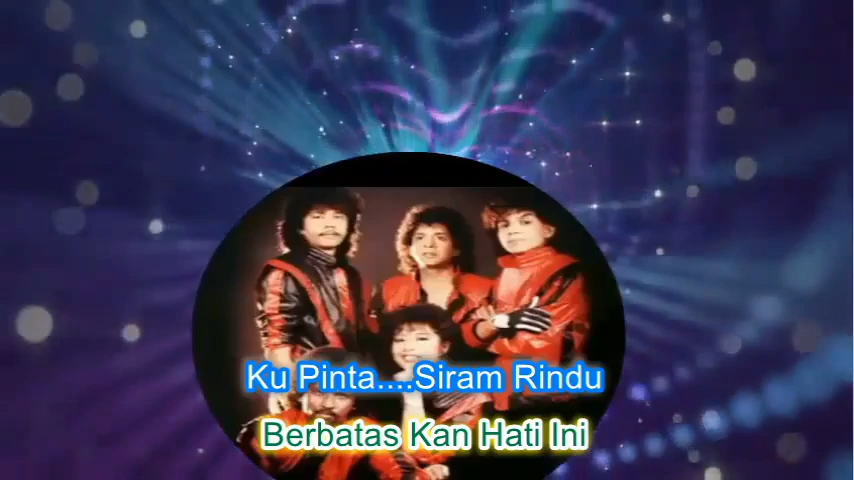 Ku Pinta....Siram Rindu
Berbatas Kan Hati Ini